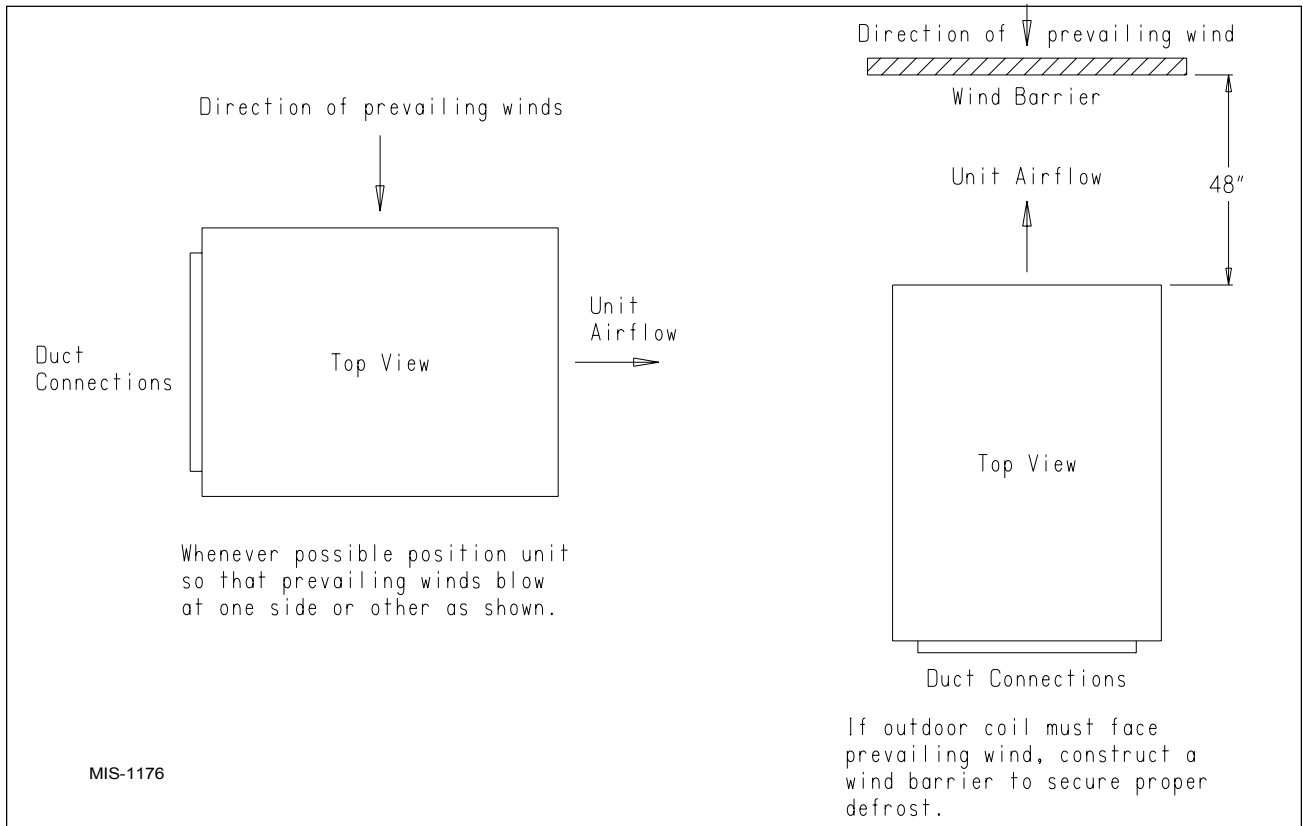 Direction of prevailing winds
Duct
Connections
Top View
Unit
Airflow
Whenever possible position unit
so that prevailing winds blow
at one side or other as shown.
MIS-1176
Direction of prevailing wind
Wind Barrier
Unit Airflow
48"
Top View
Duct Connections
If outdoor coil must face
prevailing wind, construct a
wind barrier to secure proper
defrost.